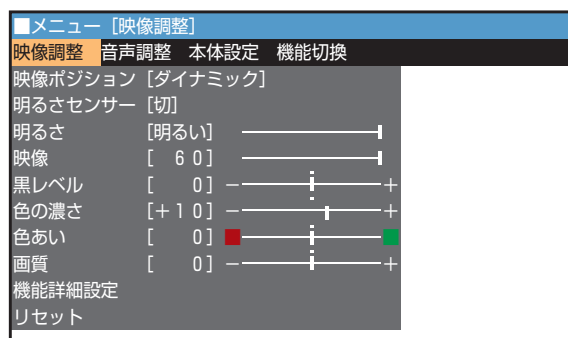 ■メニュー [映像調整]
映像調整 音声調整 本体設定 機能切換
映像ポジション [ダイナミック]
明るさセンサー [切]
明るさ [明るい]
映像 [ 60]
黒レベル [ 0] − +
色の濃さ [+10] − +
色あい [ 0]
画質 [ 0] − +
機能詳細設定
リセット